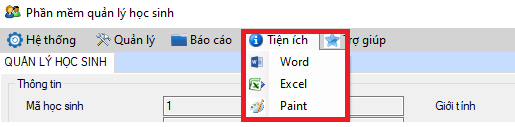 Phần mềm quản lý học sinh
Hệ thống Quản lý Báo cáo Tiện ích rợ giúp
QUẢN LÝ HỌC SINH
Word
Thông tin
Excel
Mã học sinh 1 Paint Giới tính